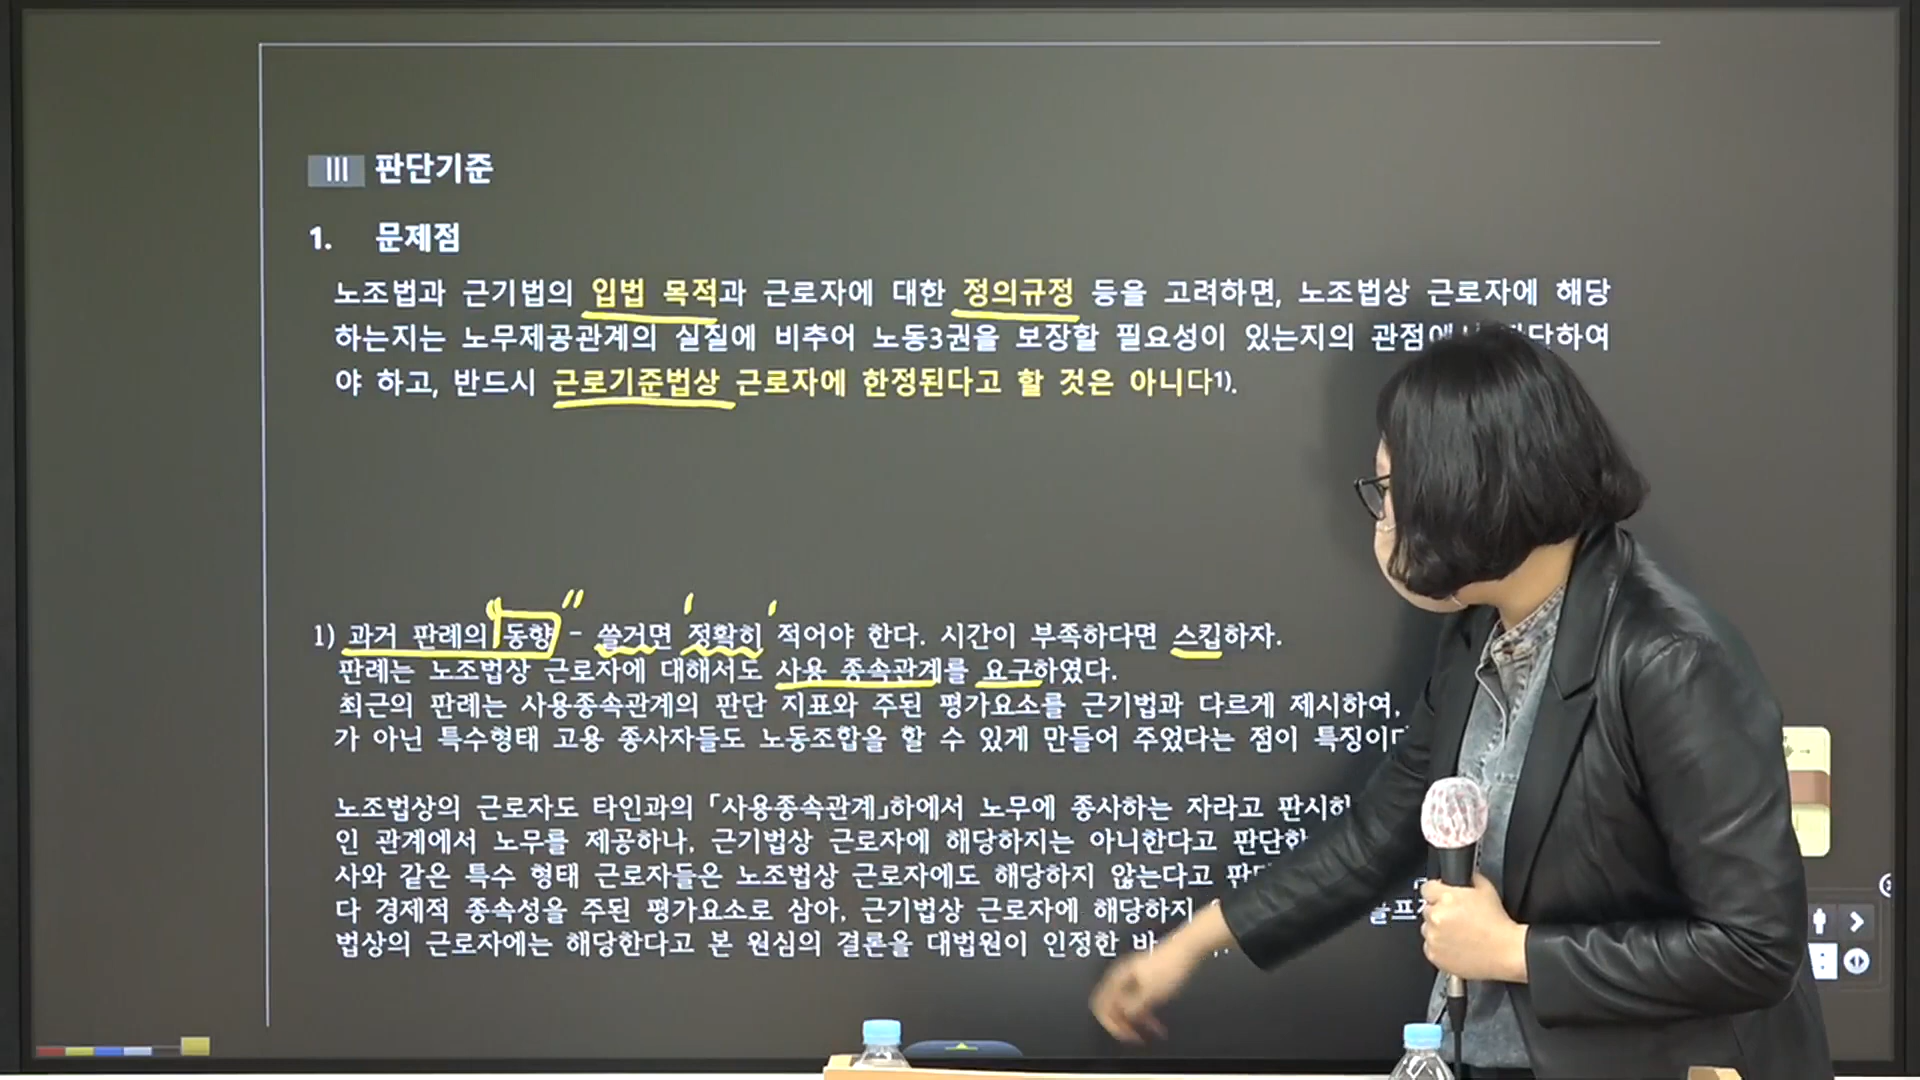 III 판단기준
1. 문제점
노조법과 근기법의 입법 목적과 근로자에 대한 정의규정 등을 고려하면, 노조법상 근로자에 해당
하는지는 노무제공관계의 실질에 비추어 노동3권을 보장할 필요성이 있는지의 관점에서 판단하여
야 하고, 반드시 근로기준법상 근로자에 한정된다고 할 것은 아니다1).
1) 과거 판례의 "동향" - 쓸거면 '정확히' 적어야 한다. 시간이 부족하다면 스킵하자.
판례는 노조법상 근로자에 대해서도 사용 종속관계를 요구하였다.
최근의 판례는 사용종속관계의 판단 지표와 주된 평가요소를 근기법과 다르게 제시하여,
가 아닌 특수형태 고용 종사자들도 노동조합을 할 수 있게 만들어 주었다는 점이 특징이다
노조법상의 근로자도 타인과의 「사용종속관계」하에서 노무에 종사하는 자라고 판시하
인 관계에서 노무를 제공하나, 근기법상 근로자에 해당하지는 아니한다고 판단한
사와 같은 특수 형태 근로자들은 노조법상 근로자에도 해당하지 않는다고
다 경제적 종속성을 주된 평가요소로 삼아, 근기법상 근로자에 해당하지
법상의 근로자에는 해당한다고 본 원심의 결론을 대법원이 인정한 바